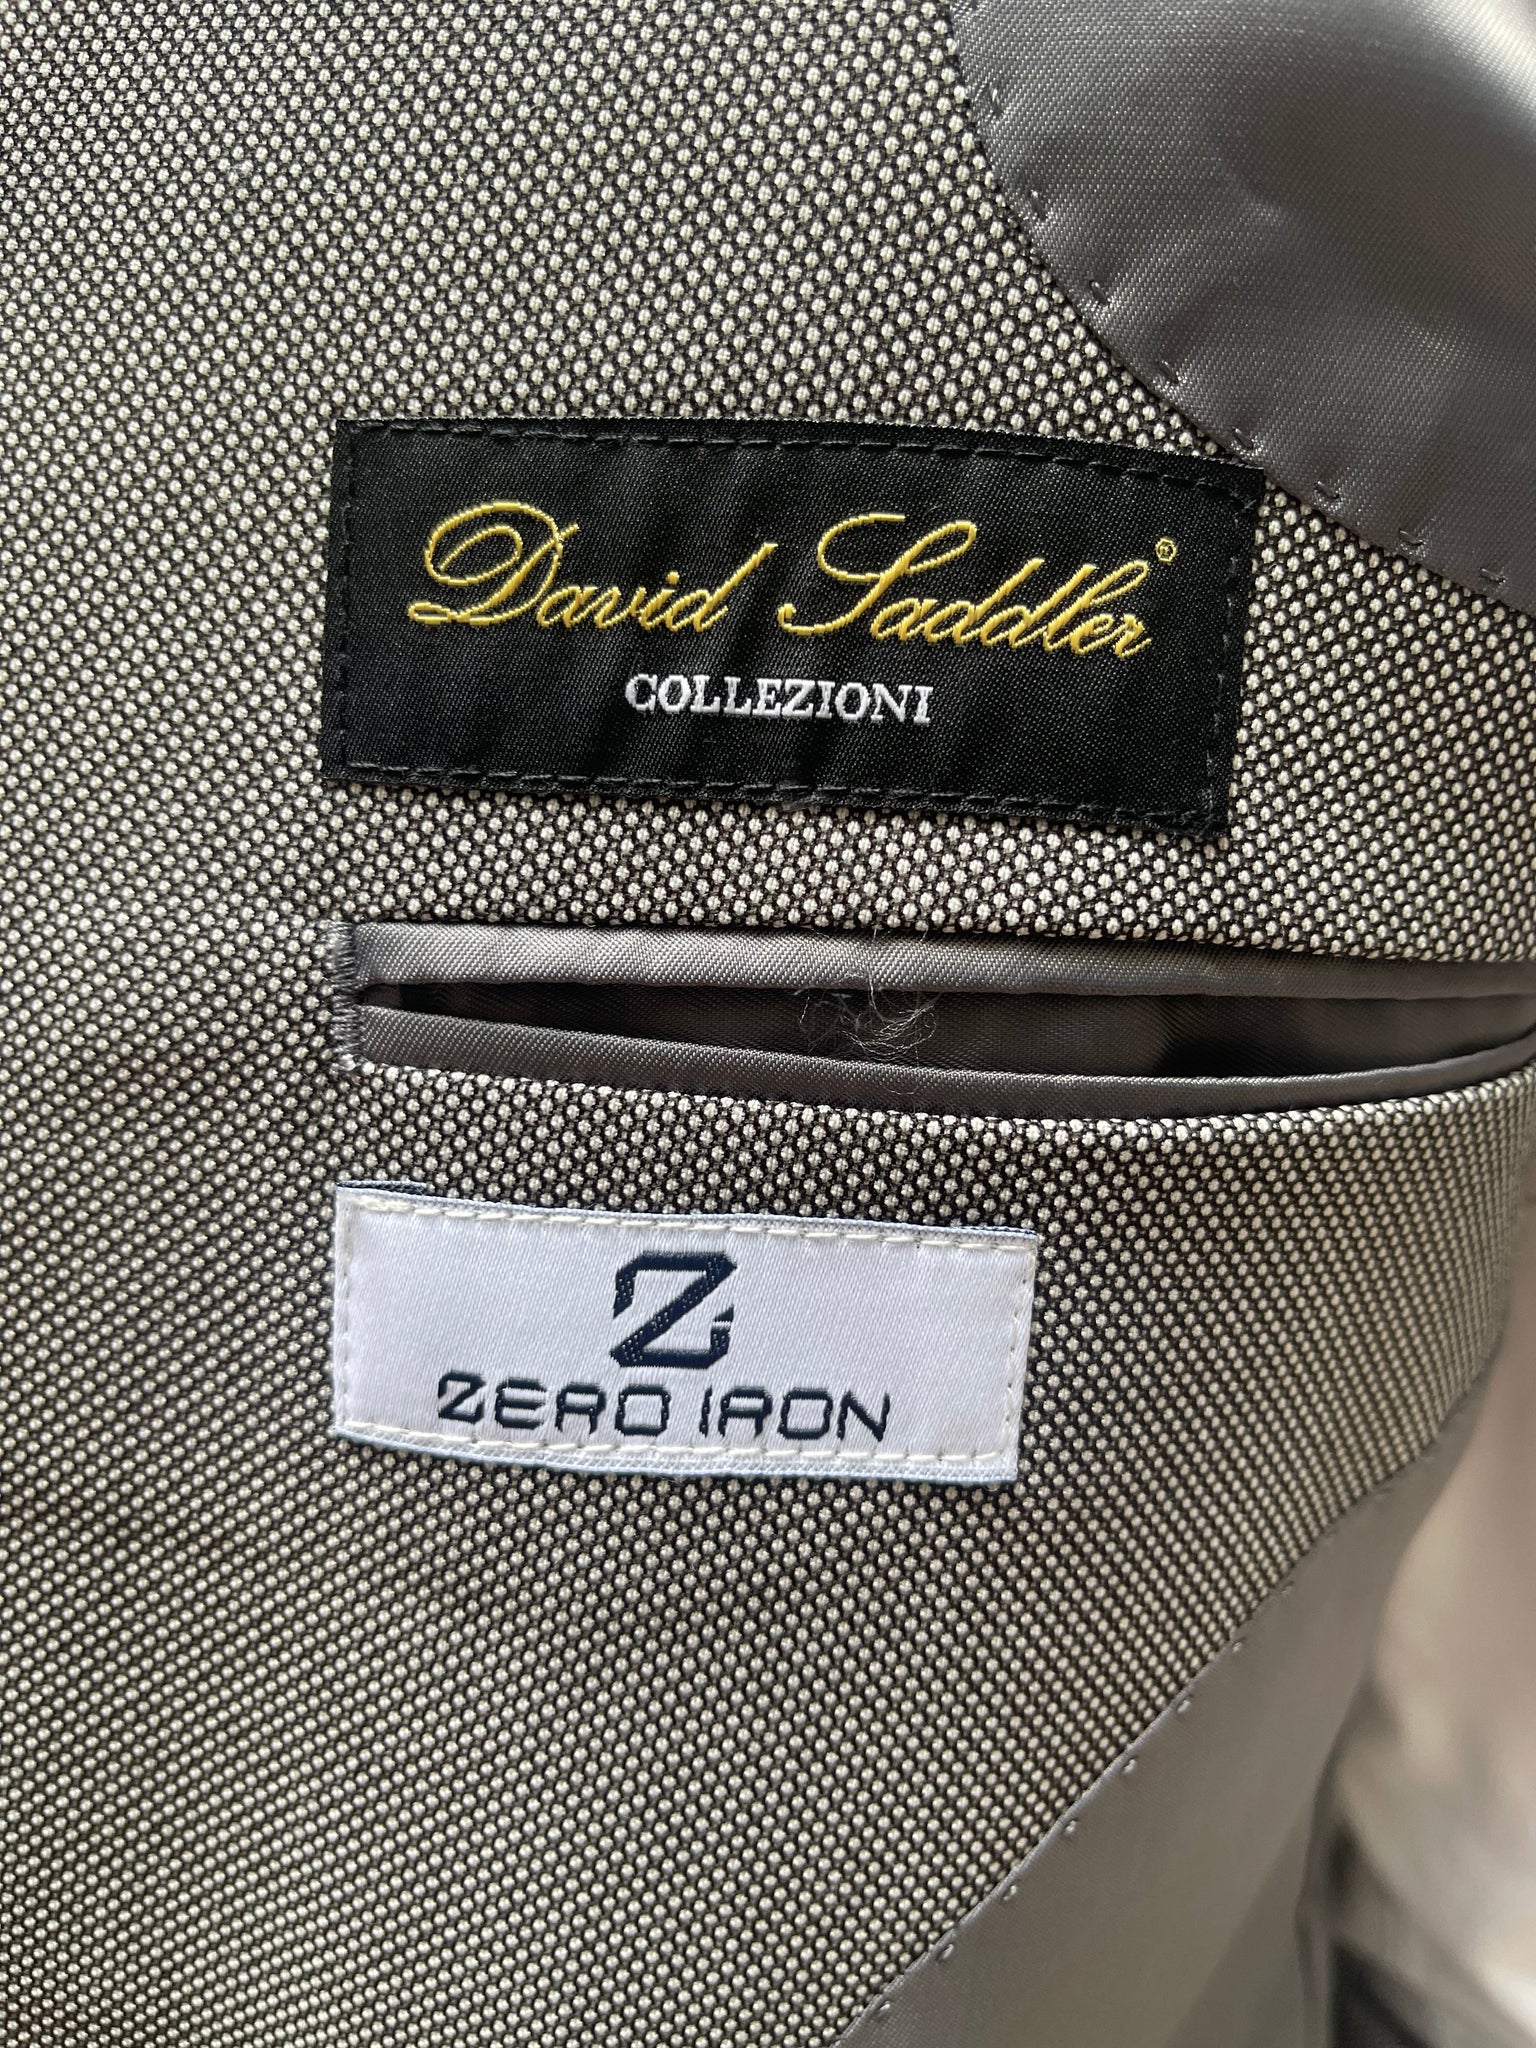 David Saddler®
COLLEZIONI
Z
ZERO IRON